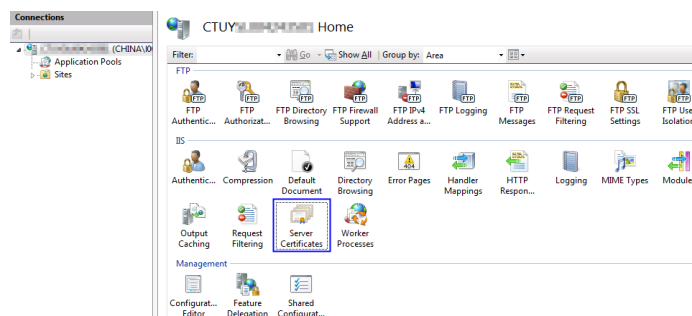 Connections
CTUY Home
(CHINA\
Application Pools
Sites
Filter: Go Show All Group by: Area
FTP
FTP Authentic... FTP Authorizat... FTP Directory Browsing FTP Firewall Support FTP IPv4 Address a... FTP Logging FTP Messages FTP Request Filtering FTP SSL Settings FTP Use Isolation
IIS
Authentic... Compression Default Document Directory Browsing Error Pages 404 Handler Mappings HTTP Respon... Logging MIME Types Module
Output Caching Request Filtering Server Certificates Worker Processes
Management
Configurat... Editor Feature Delegation Shared Configurat...